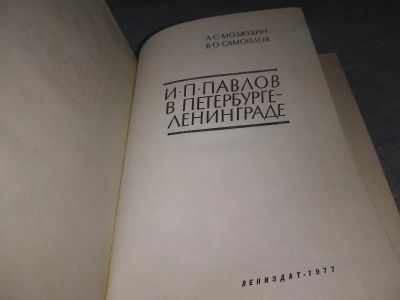 А·С·МОЗЖУХИН
В·О·САМОЙЛОВ
И·П·ПАВЛОВ
В ПЕТЕРБУРГЕ-
ЛЕНИНГРАДЕ
ЛЕНИЗДАТ·1977